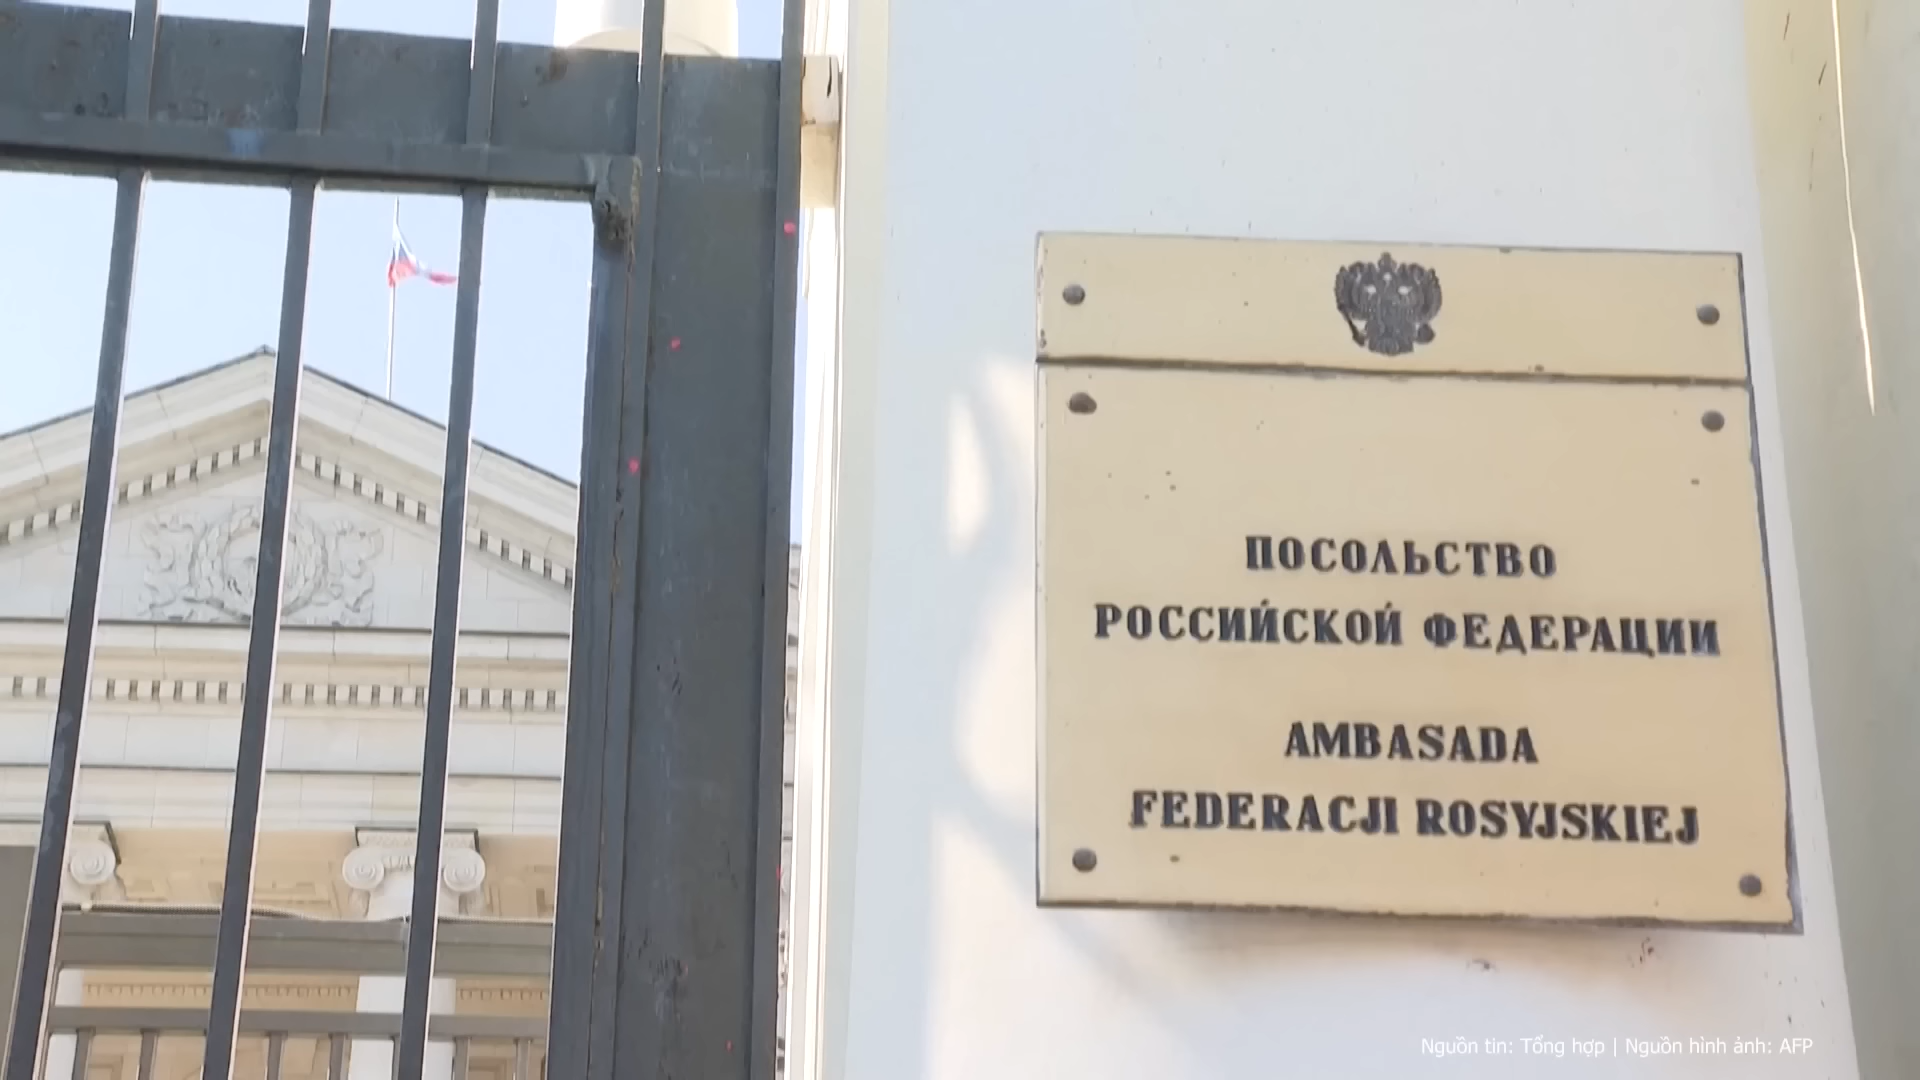 ПОСОЛЬСТВО
РОССИЙСКОЙ ФЕДЕРАЦИИ
AMBASADA
FEDERACJI ROSYJSKIEJ
Nguồn tin: Tổng hợp | Nguồn hình ảnh: AFP